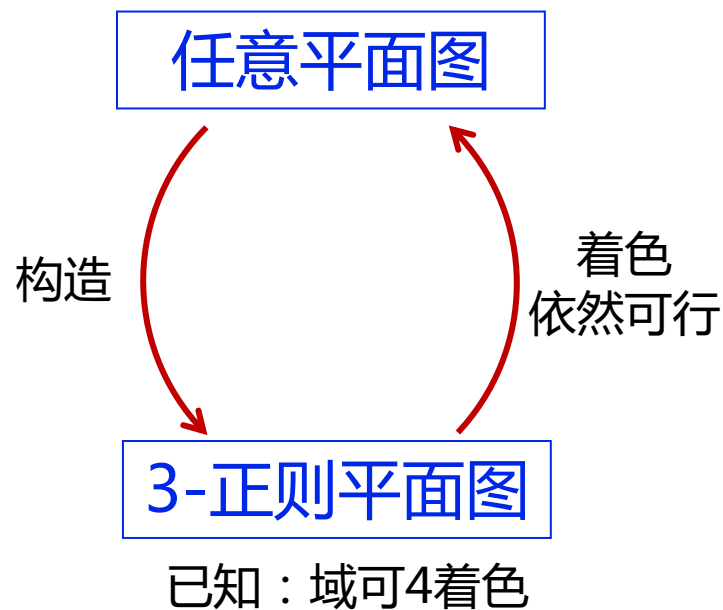 任意平面图
构造
着色
依然可行
3-正则平面图
已知：域可4着色